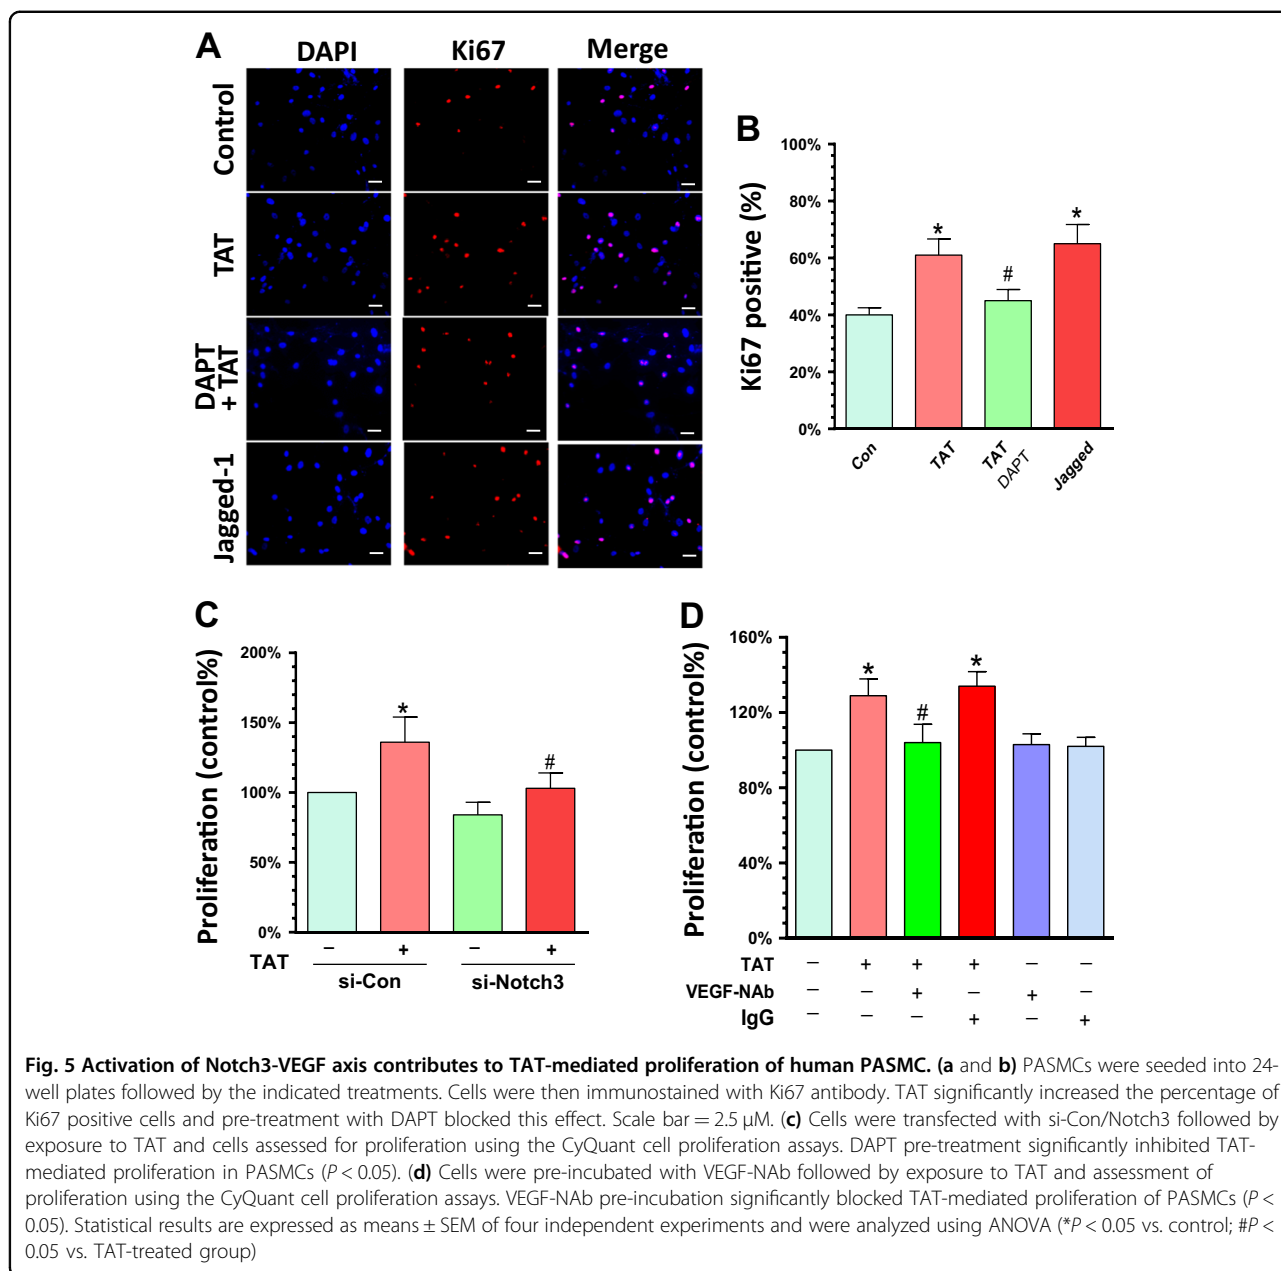 A
DAPI Ki67 Merge
Control
TAT
DAPT
+ TAT
Jagged-1
B
Ki67 positive (%)
100%
80%
60%
40%
20%
0%
*
#
*
Con TAT TAT Jagged
DAPT
C
Proliferation (control%)
200%
150%
100%
50%
0%
*
#
TAT – + – +
si-Con si-Notch3
D
Proliferation (control%)
160%
120%
80%
40%
0%
*
#
*
TAT – + + + – –
VEGF-NAb – – + – + –
IgG – – – + – +
Fig. 5 Activation of Notch3-VEGF axis contributes to TAT-mediated proliferation of human PASMC. (a and b) PASMCs were seeded into 24-
well plates followed by the indicated treatments. Cells were then immunostained with Ki67 antibody. TAT significantly increased the percentage of
Ki67 positive cells and pre-treatment with DAPT blocked this effect. Scale bar = 2.5 μM. (c) Cells were transfected with si-Con/Notch3 followed by
exposure to TAT and cells assessed for proliferation using the CyQuant cell proliferation assays. DAPT pre-treatment significantly inhibited TAT-
mediated proliferation in PASMCs (P < 0.05). (d) Cells were pre-incubated with VEGF-NAb followed by exposure to TAT and assessment of
proliferation using the CyQuant cell proliferation assays. VEGF-NAb pre-incubation significantly blocked TAT-mediated proliferation of PASMCs (P <
0.05). Statistical results are expressed as means ± SEM of four independent experiments and were analyzed using ANOVA (*P < 0.05 vs. control; #P <
0.05 vs. TAT-treated group)